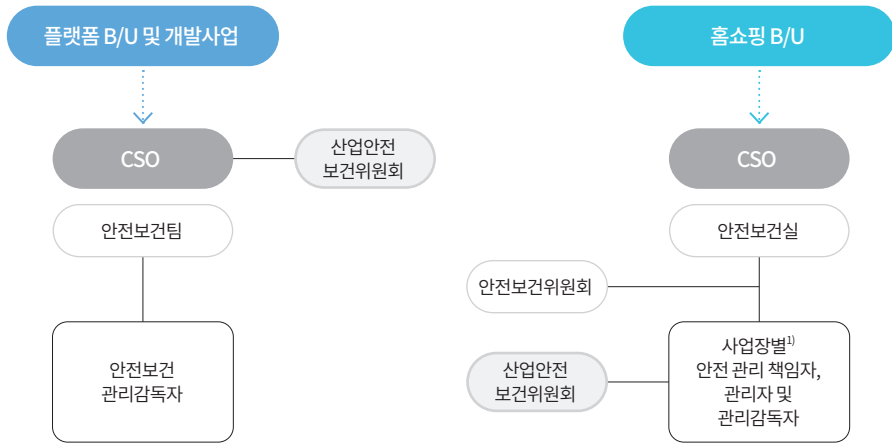 플랫폼 B/U 및 개발사업
CSO
산업안전
보건위원회
안전보건팀
안전보건
관리감독자
홈쇼핑 B/U
CSO
안전보건실
안전보건위원회
산업안전
보건위원회
사업장별1)
안전 관리 책임자,
관리자 및
관리감독자